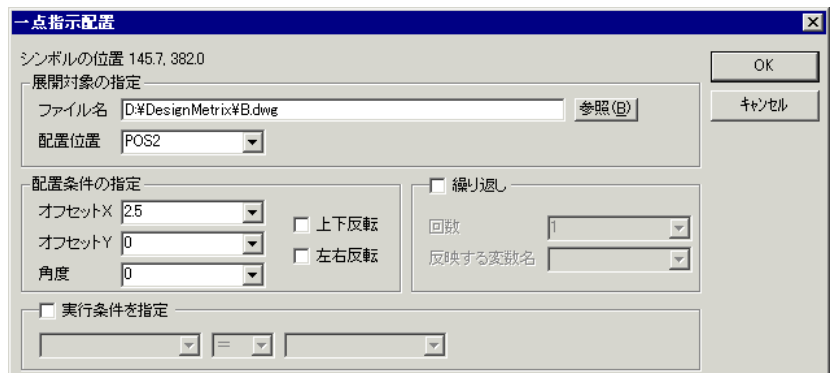 一点指示配置
シンボルの位置 145.7, 382.0
OK
展開対象の指定
ファイル名 D:¥DesignMetrix¥B.dwg 参照(B)
キャンセル
配置位置 POS2
配置条件の指定
繰り返し
オフセットX 2.5
上下反転
回数 1
オフセットY 0
左右反転
反映する変数名
角度 0
実行条件を指定
=